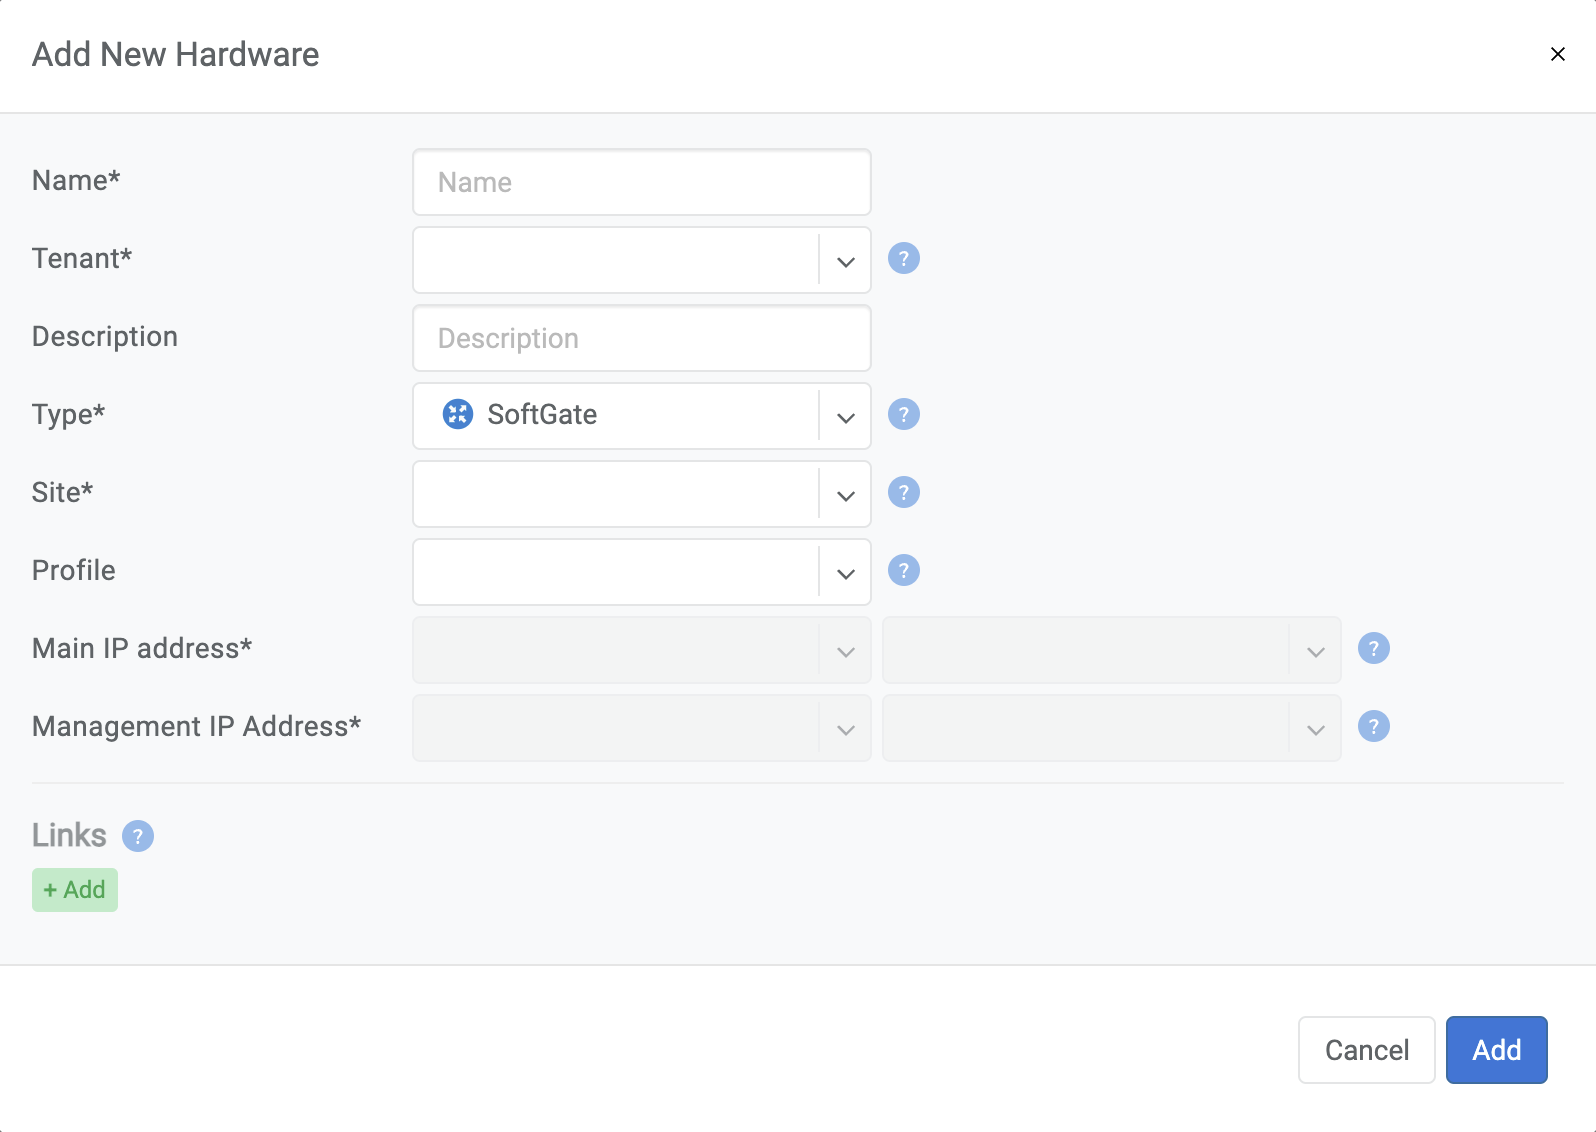 Add New Hardware
Name*
Name
Tenant*
?
Description
Description
Type*
SoftGate
?
Site*
?
Profile
?
Main IP address*
?
Management IP Address*
?
Links ?
+ Add
Cancel
Add